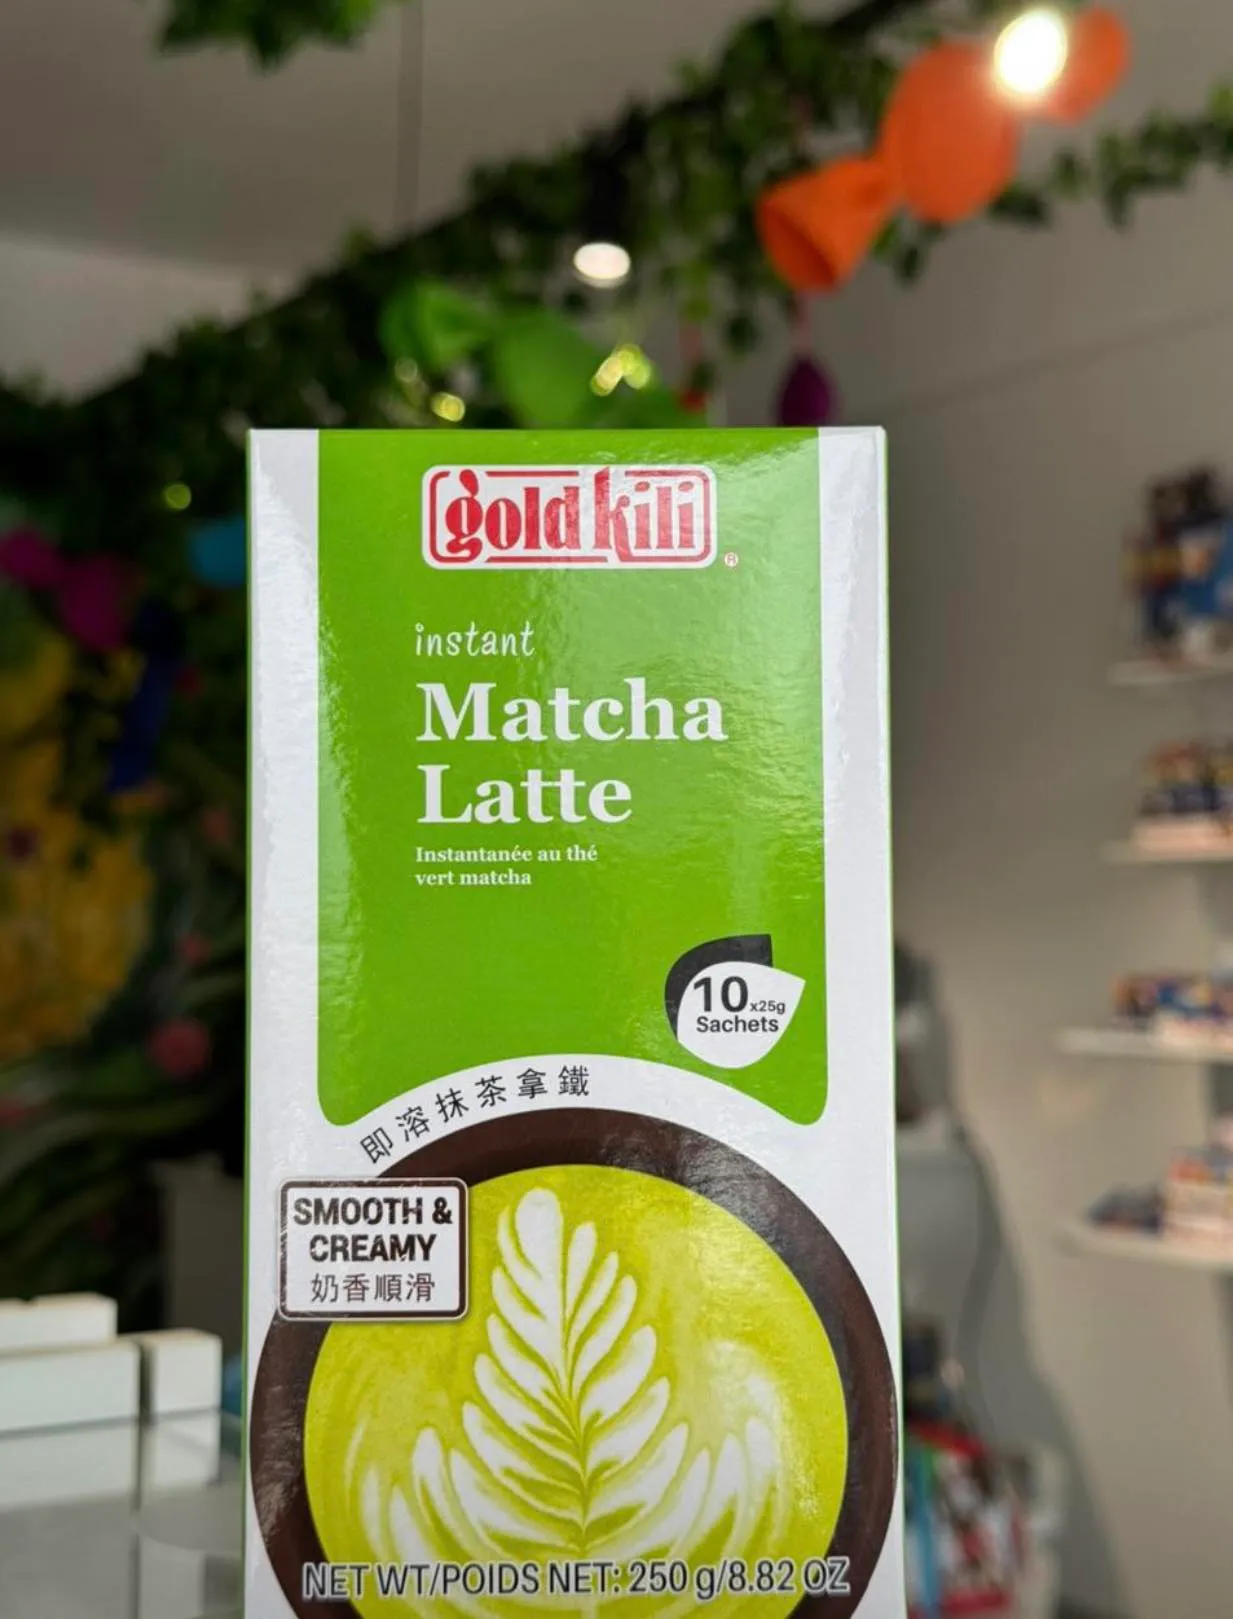 gold kili
®
instant
Matcha
Latte
Instantanée au thé
vert matcha
10 x25g
Sachets
即溶抹茶拿鐵
SMOOTH &
CREAMY
奶香順滑
NET WT/POIDS NET: 250 g/8.82 OZ